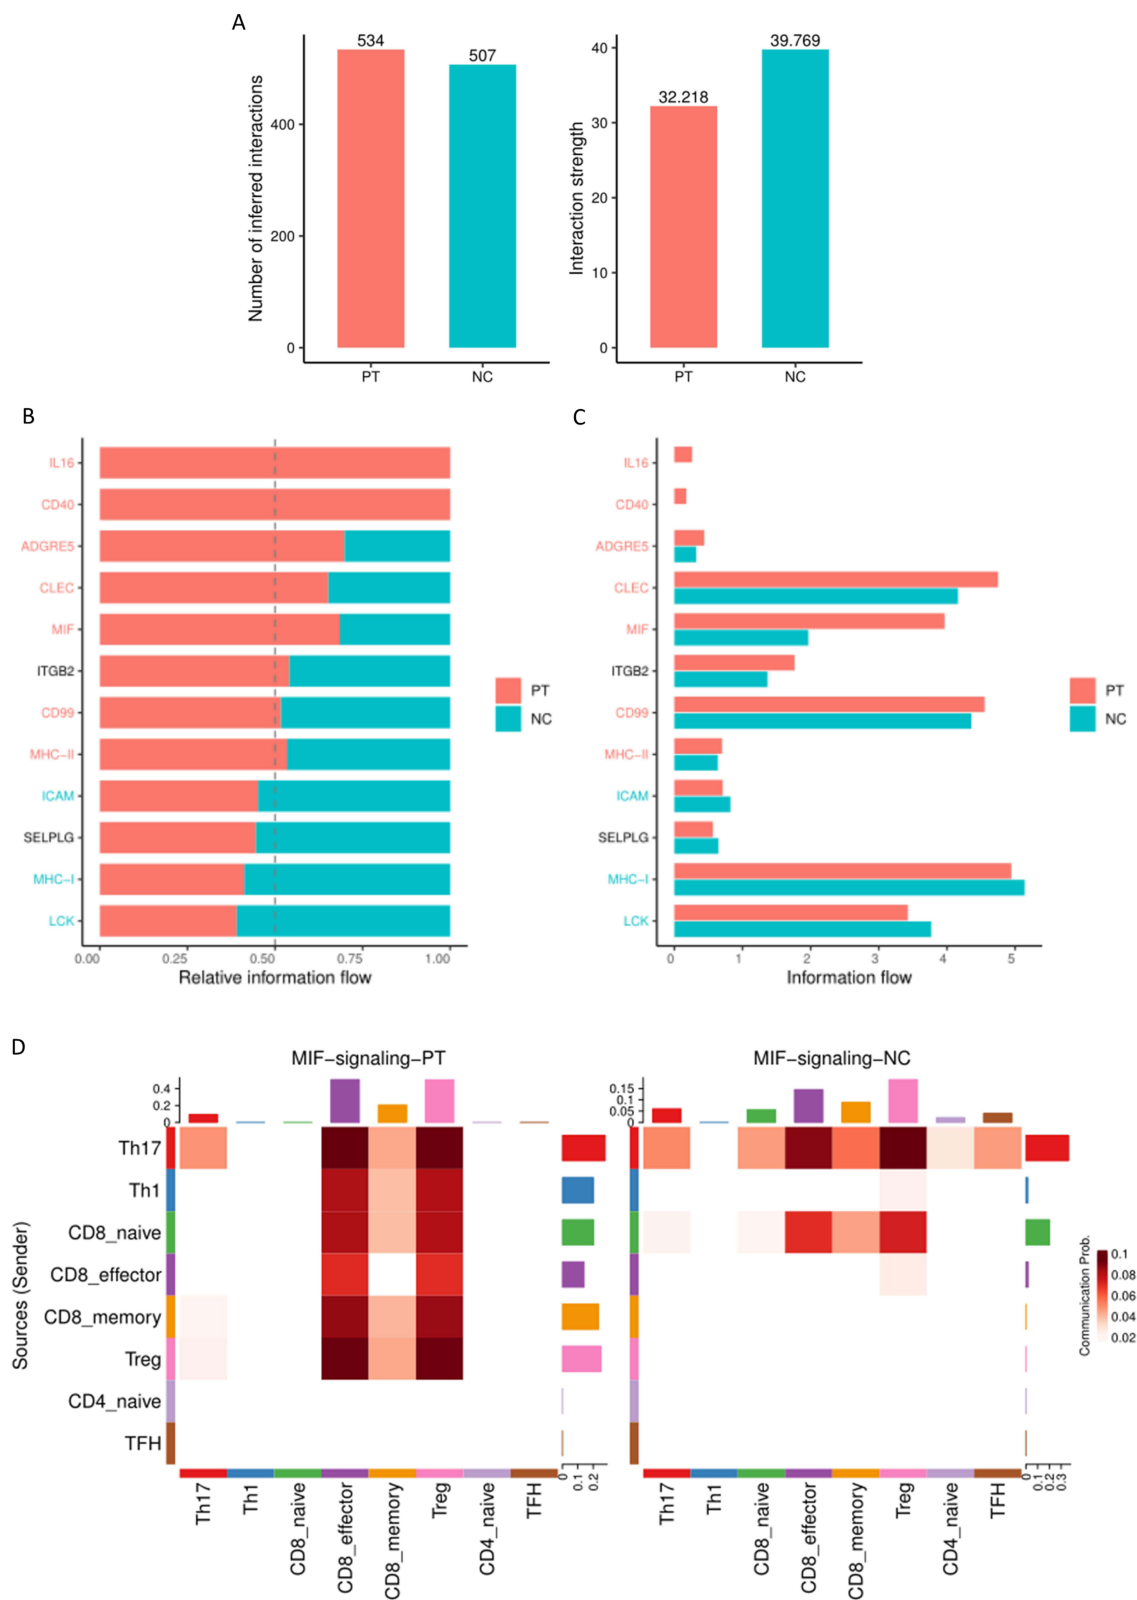 A
534
507
Number of inferred interactions
400
200
0
PT
NC
39.769
32.218
Interaction strength
40
30
20
10
0
PT
NC
B
IL16
CD40
ADGRE5
CLEC
MIF
ITGB2
CD99
MHC−II
ICAM
SELPLG
MHC−I
LCK
0.00
0.25
0.50
0.75
1.00
Relative information flow
PT
NC
C
IL16
CD40
ADGRE5
CLEC
MIF
ITGB2
CD99
MHC−II
ICAM
SELPLG
MHC−I
LCK
0
1
2
3
4
5
Information flow
PT
NC
D
MIF−signaling−PT
0.4
0.2
0
Sources (Sender)
Th17
Th1
CD8_naive
CD8_effector
CD8_memory
Treg
CD4_naive
TFH
Th17
Th1
CD8_naive
CD8_effector
CD8_memory
Treg
CD4_naive
TFH
0
0.1
0.2
MIF−signaling−NC
0.15
0.1
0.05
0
Th17
Th1
CD8_naive
CD8_effector
CD8_memory
Treg
CD4_naive
TFH
0
0.1
0.2
0.3
Communication Prob.
0.1
0.08
0.06
0.04
0.02